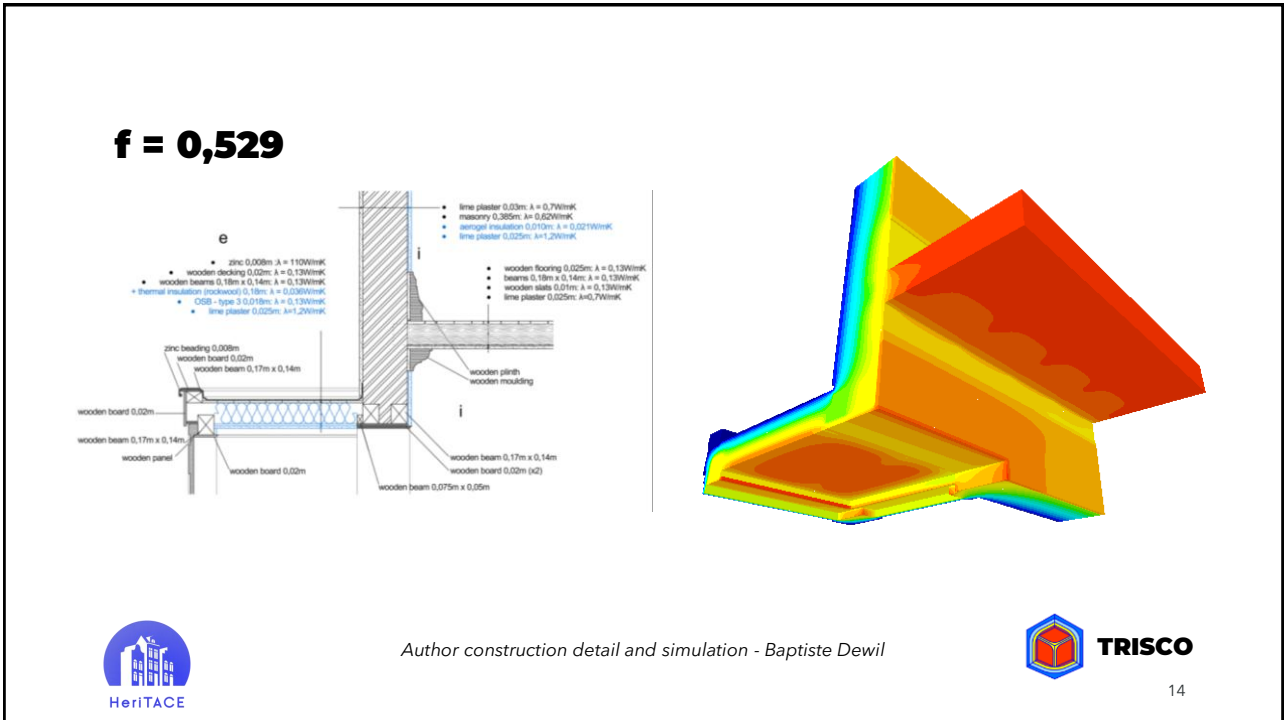 f = 0,529
lime plaster 0,03m: λ = 0,7W/mK
masonry 0,385m: λ= 0,62W/mK
aerogel insulation 0,010m: λ = 0,021W/mK
lime plaster 0,025m: λ=1,2W/mK
e
i
zinc 0,008m :λ = 110W/mK
wooden decking 0,02m: λ = 0,13W/mK
wooden beams 0,18m x 0,14m: λ = 0,13W/mK
+ thermal insulation (rockwool) 0,18m: λ = 0,036W/mK
OSB - type 3 0,018m: λ = 0,13W/mK
lime plaster 0,025m: λ=1,2W/mK
wooden flooring 0,025m: λ = 0,13W/mK
beams 0,18m x 0,14m: λ = 0,13W/mK
wooden slats 0,01m: λ = 0,13W/mK
lime plaster 0,025m: λ=0,7W/mK
zinc beading 0,008m
wooden board 0,02m
wooden beam 0,17m x 0,14m
wooden plinth
wooden moulding
i
wooden board 0,02m
wooden beam 0,17m x 0,14m
wooden panel
wooden board 0,02m
wooden beam 0,17m x 0,14m
wooden board 0,02m (x2)
wooden beam 0,075m x 0,05m
HeriTACE
Author construction detail and simulation - Baptiste Dewil
TRISCO
14